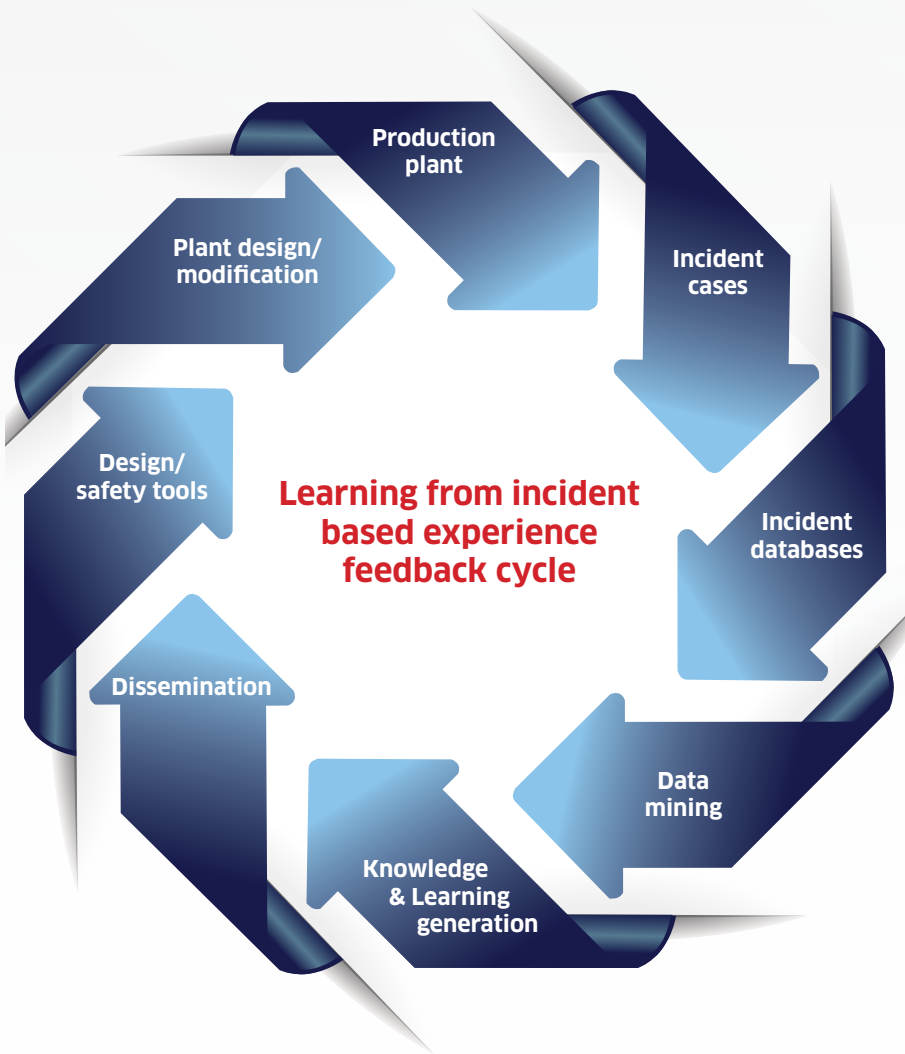 Production
plant
Incident
cases
Incident
databases
Data
mining
Knowledge
& Learning
generation
Dissemination
Design/
safety tools
Plant design/
modification
Learning from incident
based experience
feedback cycle